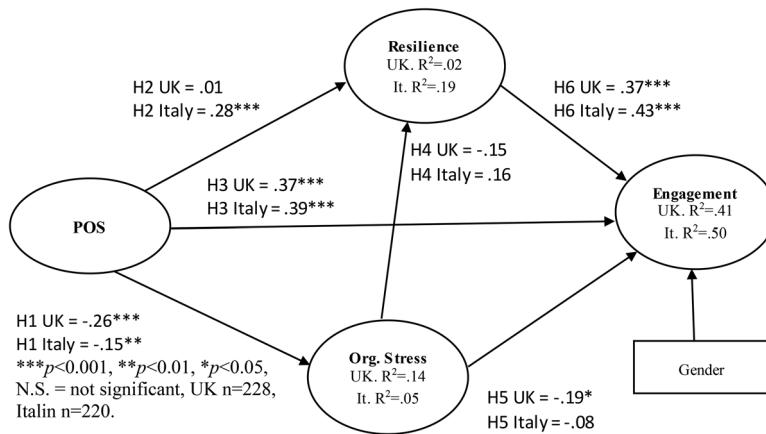 Resilience
UK. R²=.02
It. R²=.19
H2 UK = .01
H2 Italy = .28***
H6 UK = .37***
H6 Italy = .43***
H4 UK = -.15
H4 Italy = .16
H3 UK = .37***
H3 Italy = .39***
POS
Engagement
UK. R²=.41
It. R²=.50
H1 UK = -.26***
H1 Italy = -.15**
***p<0.001, **p<0.01, *p<0.05,
N.S. = not significant, UK n=228,
Italin n=220.
Org. Stress
UK. R²=.14
It. R²=.05
H5 UK = -.19*
H5 Italy = -.08
Gender